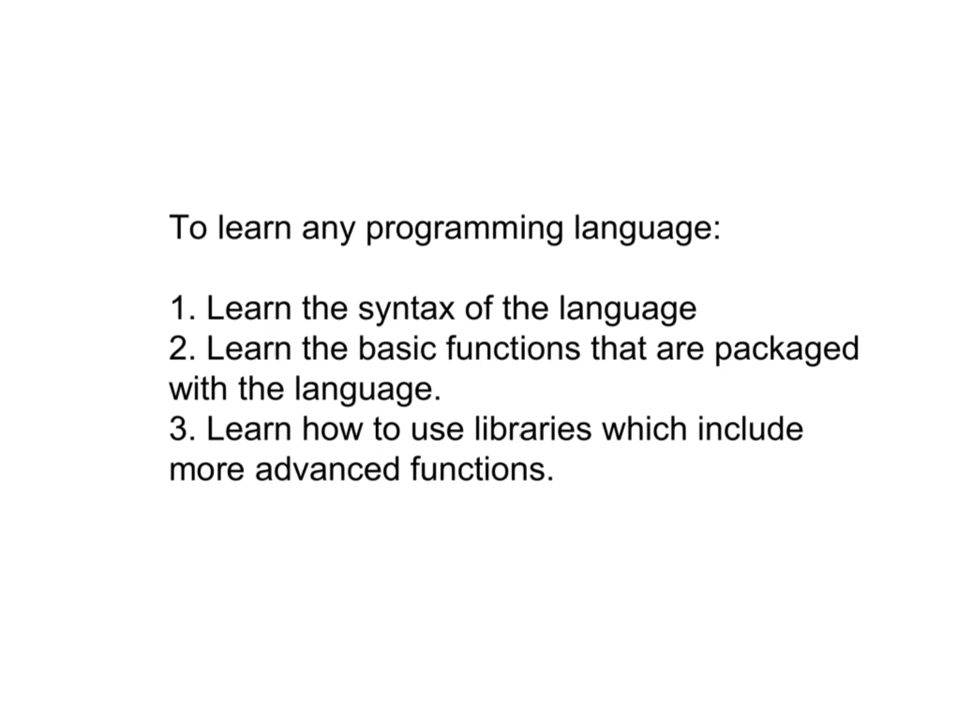 To learn any programming language:
1. Learn the syntax of the language
2. Learn the basic functions that are packaged
with the language.
3. Learn how to use libraries which include
more advanced functions.